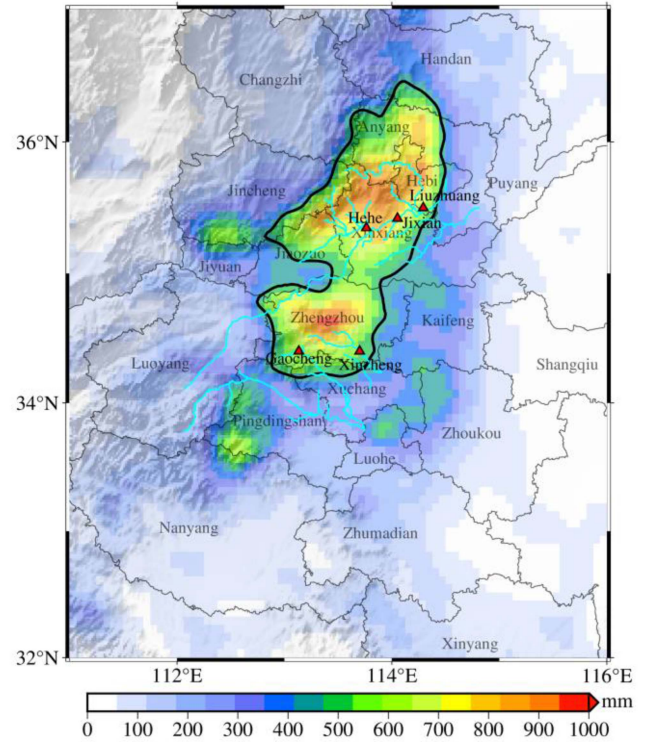 Handan
Changzhi
36°N
Anyang
Hebi
Puyang
Jincheng
Liuzhuang
Hehe
Jixian
Xinxiang
Jiaozao
Jiyuan
Zhengzhou
Kaifeng
Luoyang
Gaocheng
Xinzheng
Shangqiu
Xuchang
34°N
Pingdingshan
Zhoukou
Luohe
Nanyang
Zhumadian
Xinyang
32°N
112°E
114°E
116°E
mm
0 100 200 300 400 500 600 700 800 900 1000